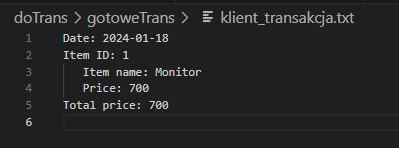 doTrans > gotoweTrans > klient_transakcja.txt
1 Date: 2024-01-18
2 Item ID: 1
3 Item name: Monitor
4 Price: 700
5 Total price: 700
6